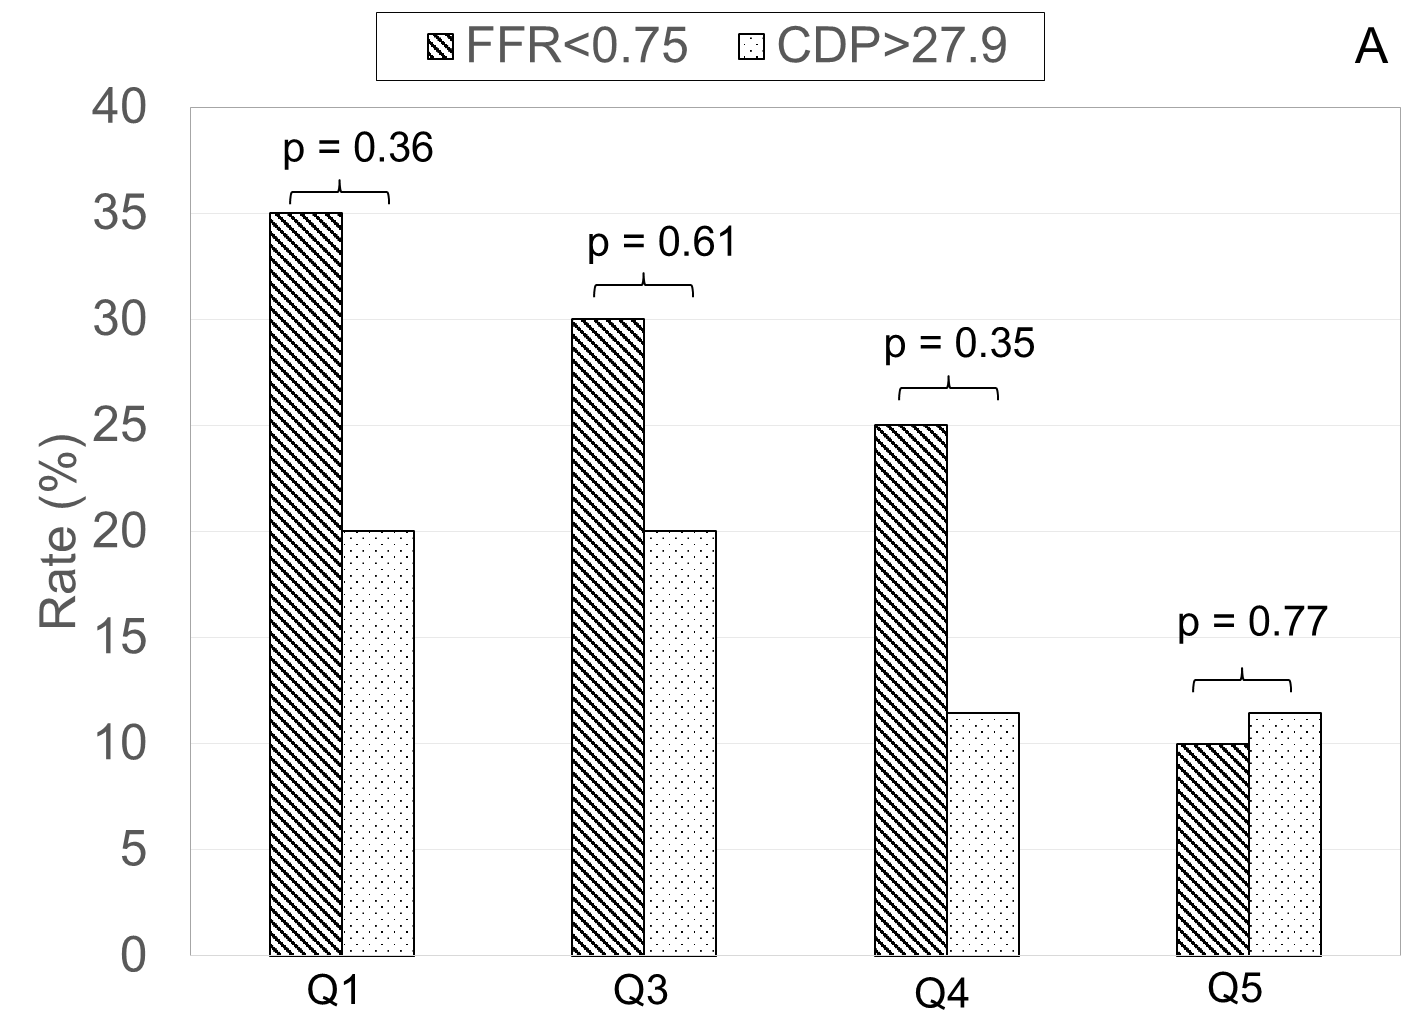 FFR<0.75 CDP>27.9
A
40
35
30
25
20
15
10
5
0
Rate (%)
p = 0.36
p = 0.61
p = 0.35
p = 0.77
Q1 Q3 Q4 Q5